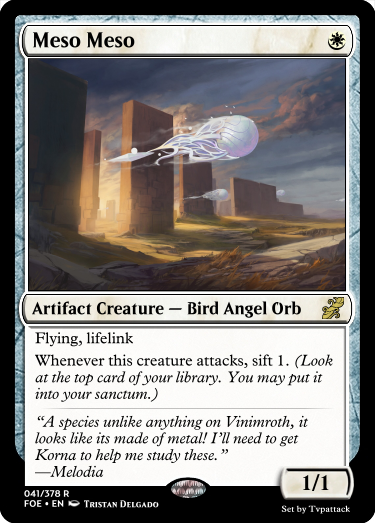 Meso Meso
Artifact Creature — Bird Angel Orb
Flying, lifelink
Whenever this creature attacks, sift 1. (Look
at the top card of your library. You may put it
into your sanctum.)
“A species unlike anything on Vinimroth, it
looks like its made of metal! I’ll need to get
Korna to help me study these.”
—Melodia
1/1
041/378 R
FOE • EN Tristan Delgado
Set by Tvpattack